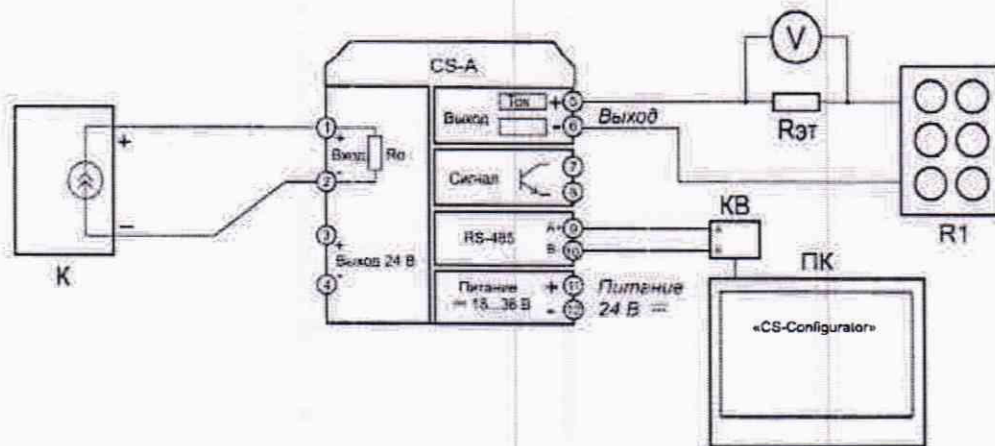 CS-A
V
Ток + 5
Выход - 6
Выход
Rэт
1
+
+
Вход Ro
-
2
-
К
Сигнал
7
8
3
+
Выход 24 В
-
4
RS-485
A+ 9
B- 10
КВ
A
B
R1
ПК
Питание + 11
18...36 В - 12
Питание
24 В
«CS-Configurator»